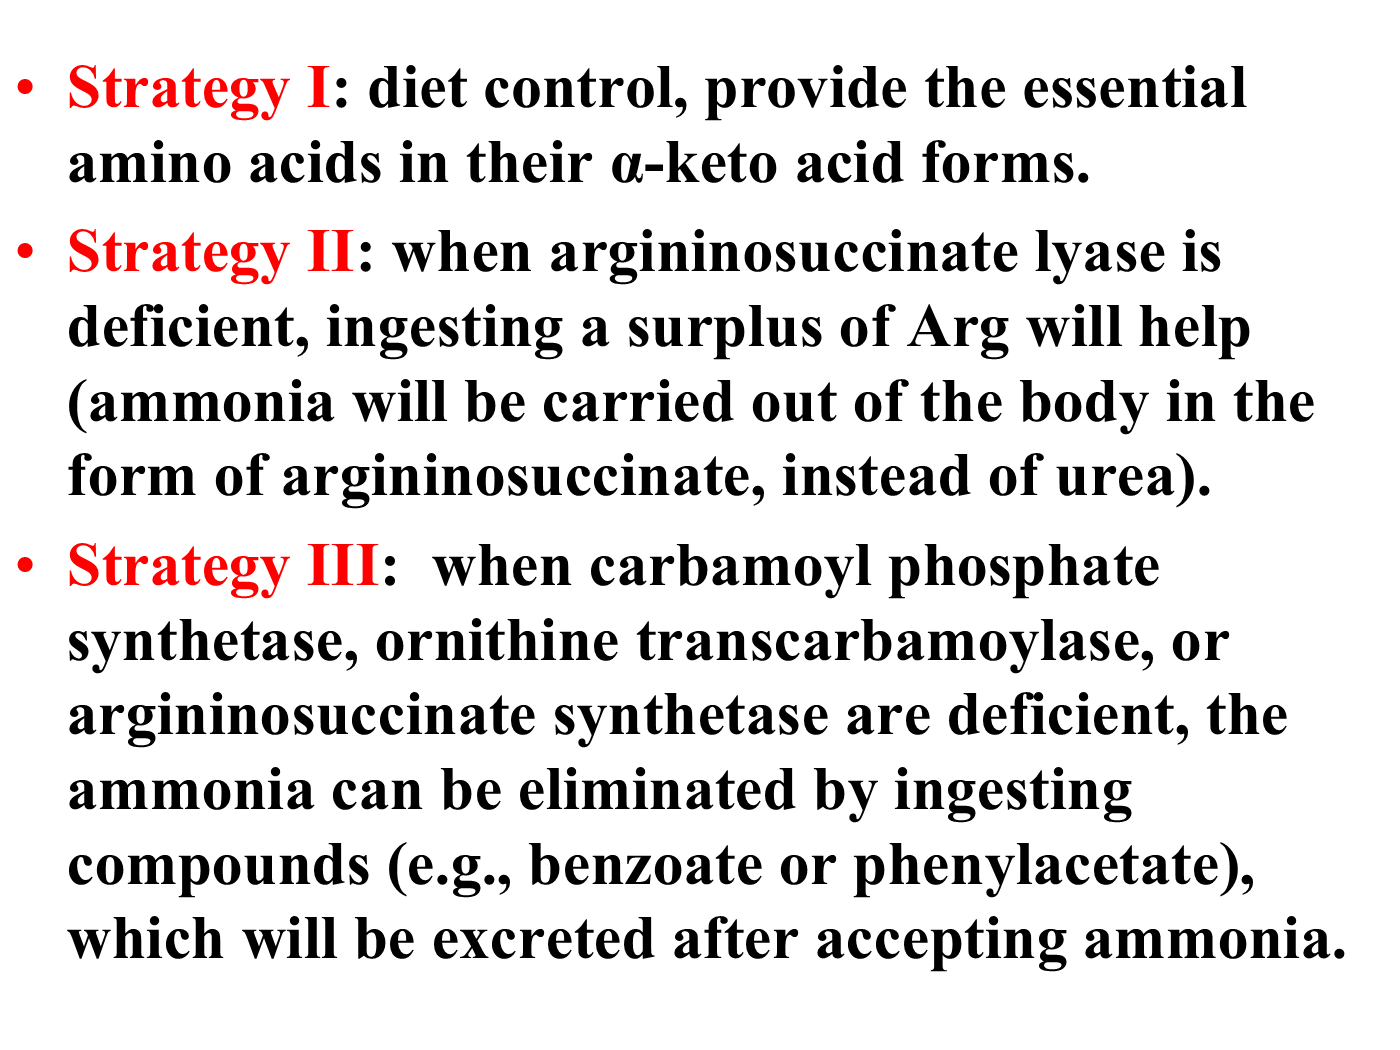 • Strategy I: diet control, provide the essential
amino acids in their α-keto acid forms.
• Strategy II: when argininosuccinate lyase is
deficient, ingesting a surplus of Arg will help
(ammonia will be carried out of the body in the
form of argininosuccinate, instead of urea).
• Strategy III:  when carbamoyl phosphate
synthetase, ornithine transcarbamoylase, or
argininosuccinate synthetase are deficient, the
ammonia can be eliminated by ingesting
compounds (e.g., benzoate or phenylacetate),
which will be excreted after accepting ammonia.